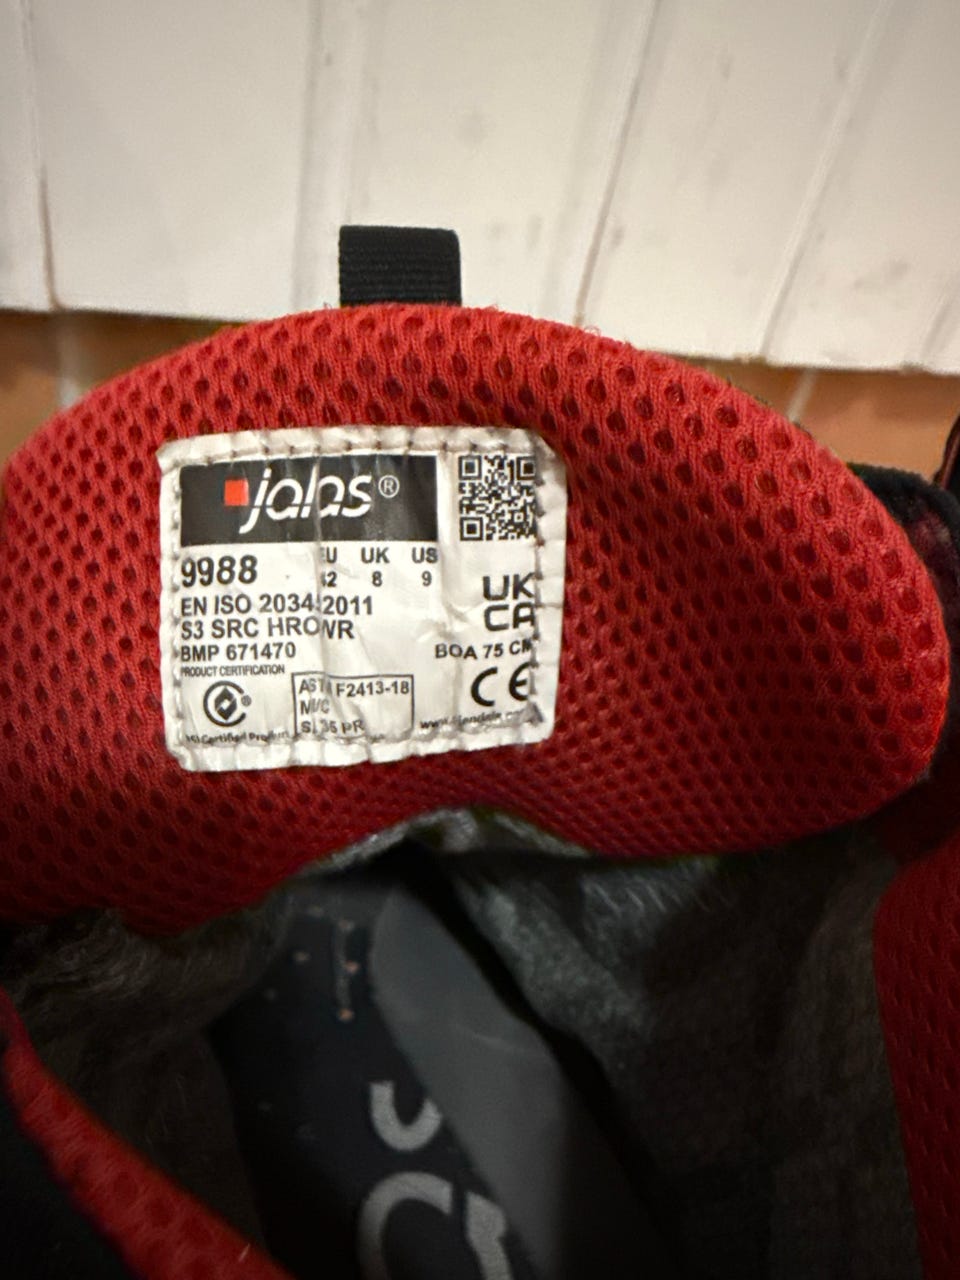 jalas®
9988
EU UK US
42 8 9
EN ISO 20345:2011
S3 SRC HRO WR
BMP 671470
PRODUCT CERTIFICATION
ASTM F2413-18
M/I/C
PR
UK
CA
BOA 75 CM
CE